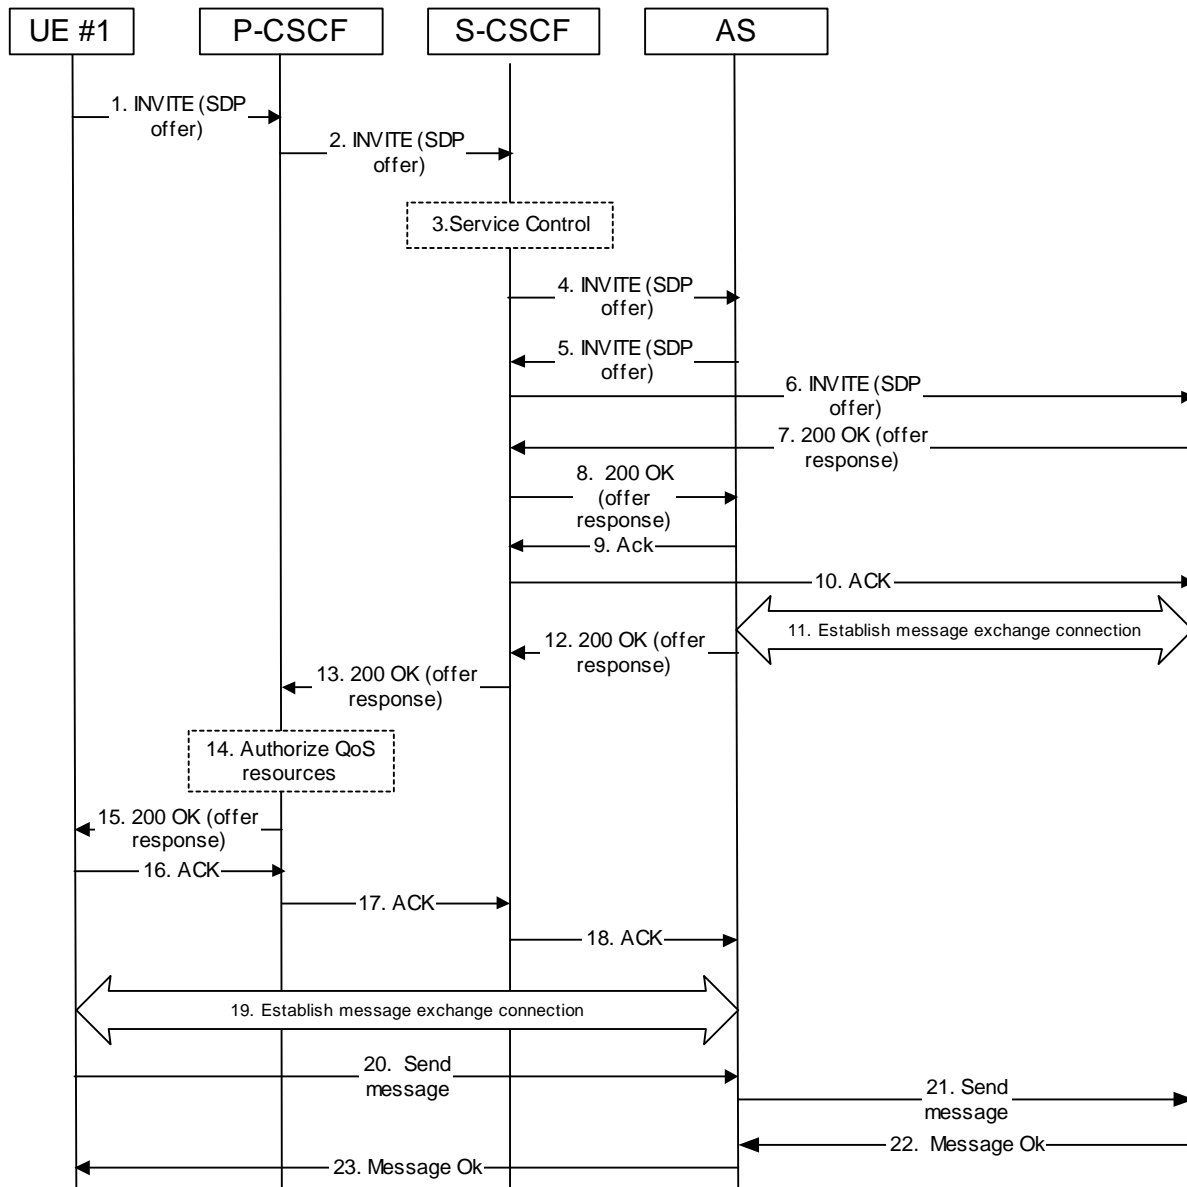 UE #1
P-CSCF
S-CSCF
AS
1. INVITE (SDP
offer)
2. INVITE (SDP
offer)
3.Service Control
4. INVITE (SDP
offer)
5. INVITE (SDP
offer)
6. INVITE (SDP
offer)
7. 200 OK (offer
response)
8. 200 OK
(offer
response)
9. Ack
10. ACK
11. Establish message exchange connection
12. 200 OK (offer
response)
13. 200 OK (offer
response)
14. Authorize QoS
resources
15. 200 OK (offer
response)
16. ACK
17. ACK
18. ACK
19. Establish message exchange connection
20. Send
message
21. Send
message
22. Message Ok
23. Message Ok